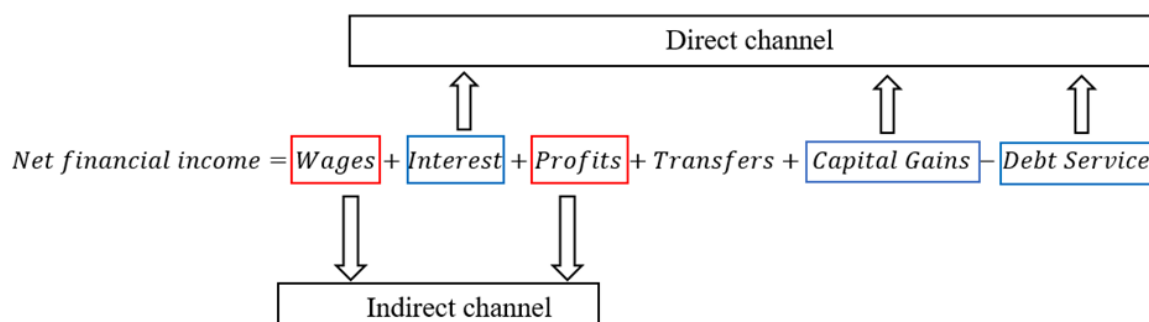 Direct channel
Net financial income = Wages + Interest + Profits + Transfers + Capital Gains − Debt Service
Indirect channel